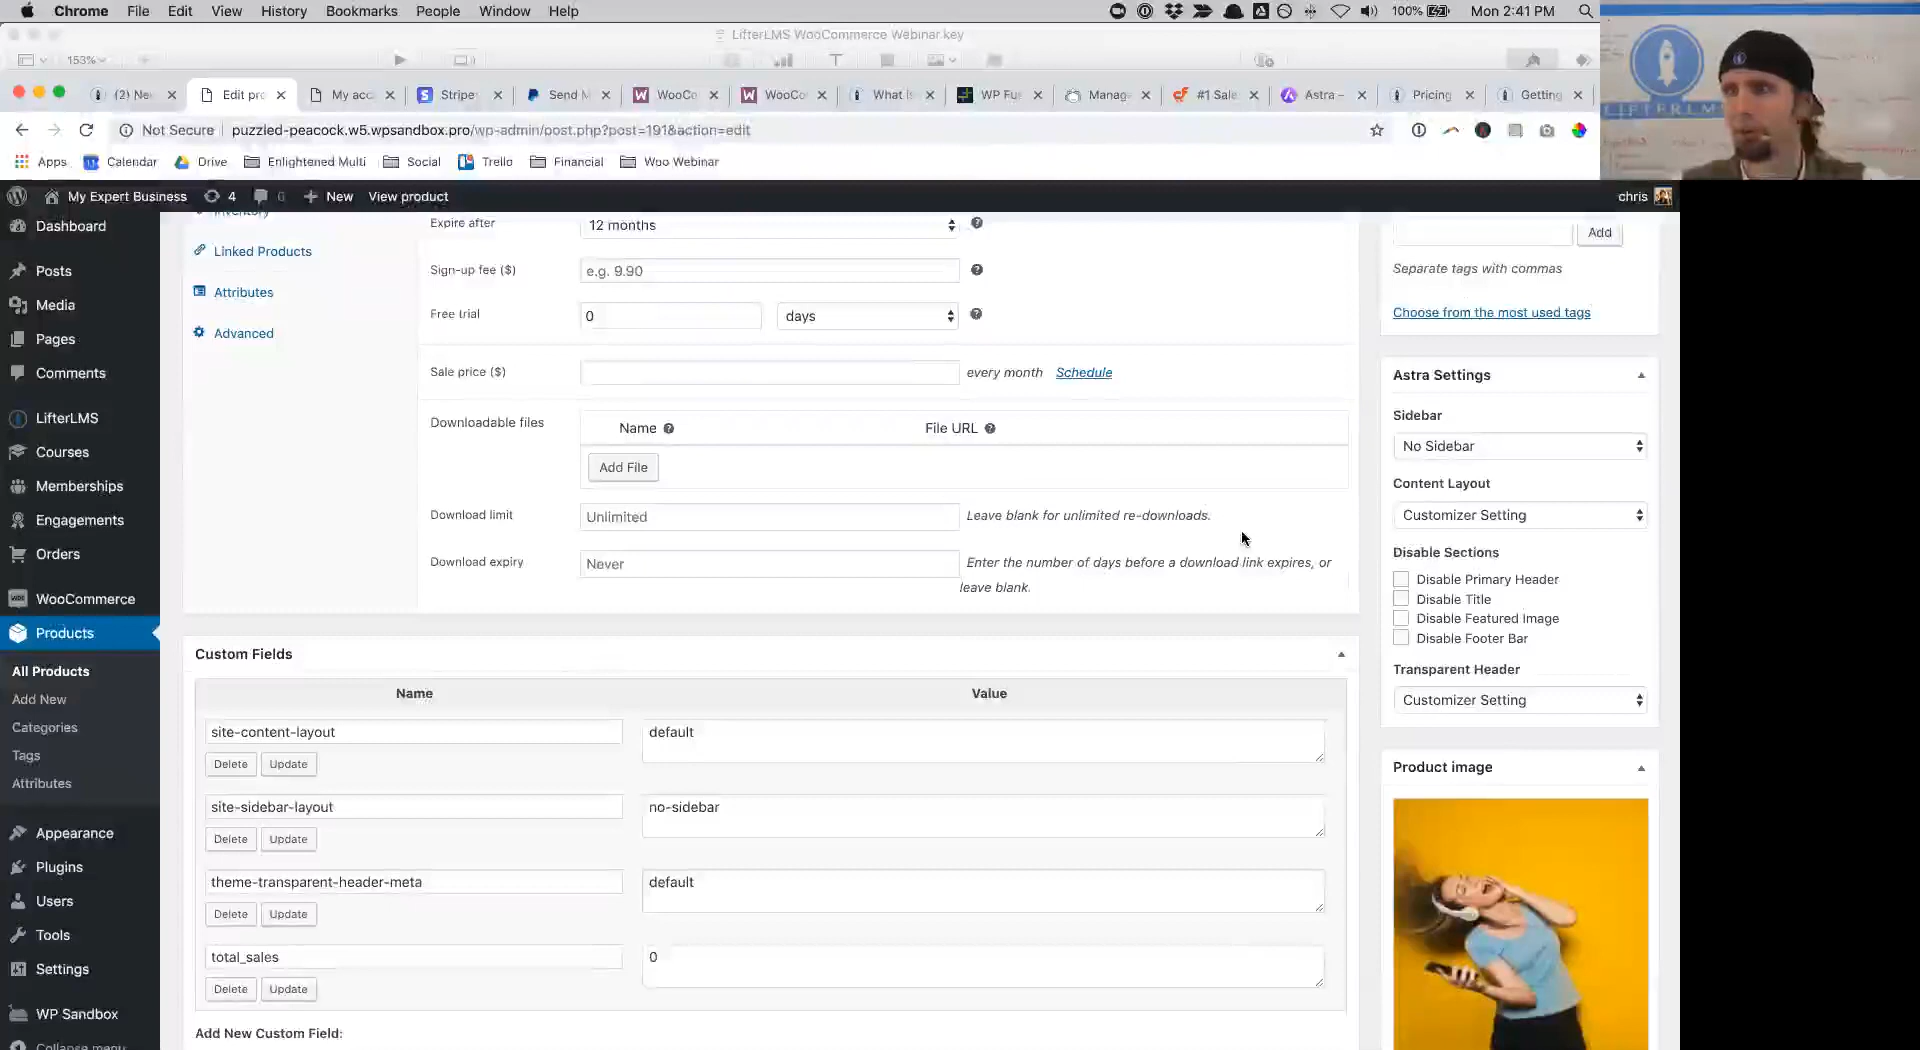 Chrome File Edit View History Bookmarks People Window Help 100% Mon 2:41 PM
LifterLMS WooCommerce Webinar.key
153%
(2) Ne Edit pro My acc Stripe Send M WooCo WooCo What is WP Fus Manag #1 Sale Astra – Pricing Getting
Not Secure | puzzled-peacock.w5.wpsandbox.pro/wp-admin/post.php?post=191&action=edit
Apps Calendar Drive Enlightened Multi Social Trello Financial Woo Webinar
LIFTERLMS
My Expert Business 4 0 New View product chris
Dashboard
Posts
Media
Pages
Comments
LifterLMS
Courses
Memberships
Engagements
Orders
WooCommerce
Products
All Products
Add New
Categories
Tags
Attributes
Appearance
Plugins
Users
Tools
Settings
WP Sandbox
Collapse menu
Inventory
Linked Products
Attributes
Advanced
Expire after 12 months
Sign-up fee ($) e.g. 9.90
Free trial 0 days
Sale price ($) every month Schedule
Downloadable files Name File URL
Add File
Download limit Unlimited Leave blank for unlimited re-downloads.
Download expiry Never Enter the number of days before a download link expires, or
leave blank.
Custom Fields
Name Value
site-content-layout default
Delete Update
site-sidebar-layout no-sidebar
Delete Update
theme-transparent-header-meta default
Delete Update
total_sales 0
Delete Update
Add New Custom Field:
Add
Separate tags with commas
Choose from the most used tags
Astra Settings
Sidebar
No Sidebar
Content Layout
Customizer Setting
Disable Sections
Disable Primary Header
Disable Title
Disable Featured Image
Disable Footer Bar
Transparent Header
Customizer Setting
Product image